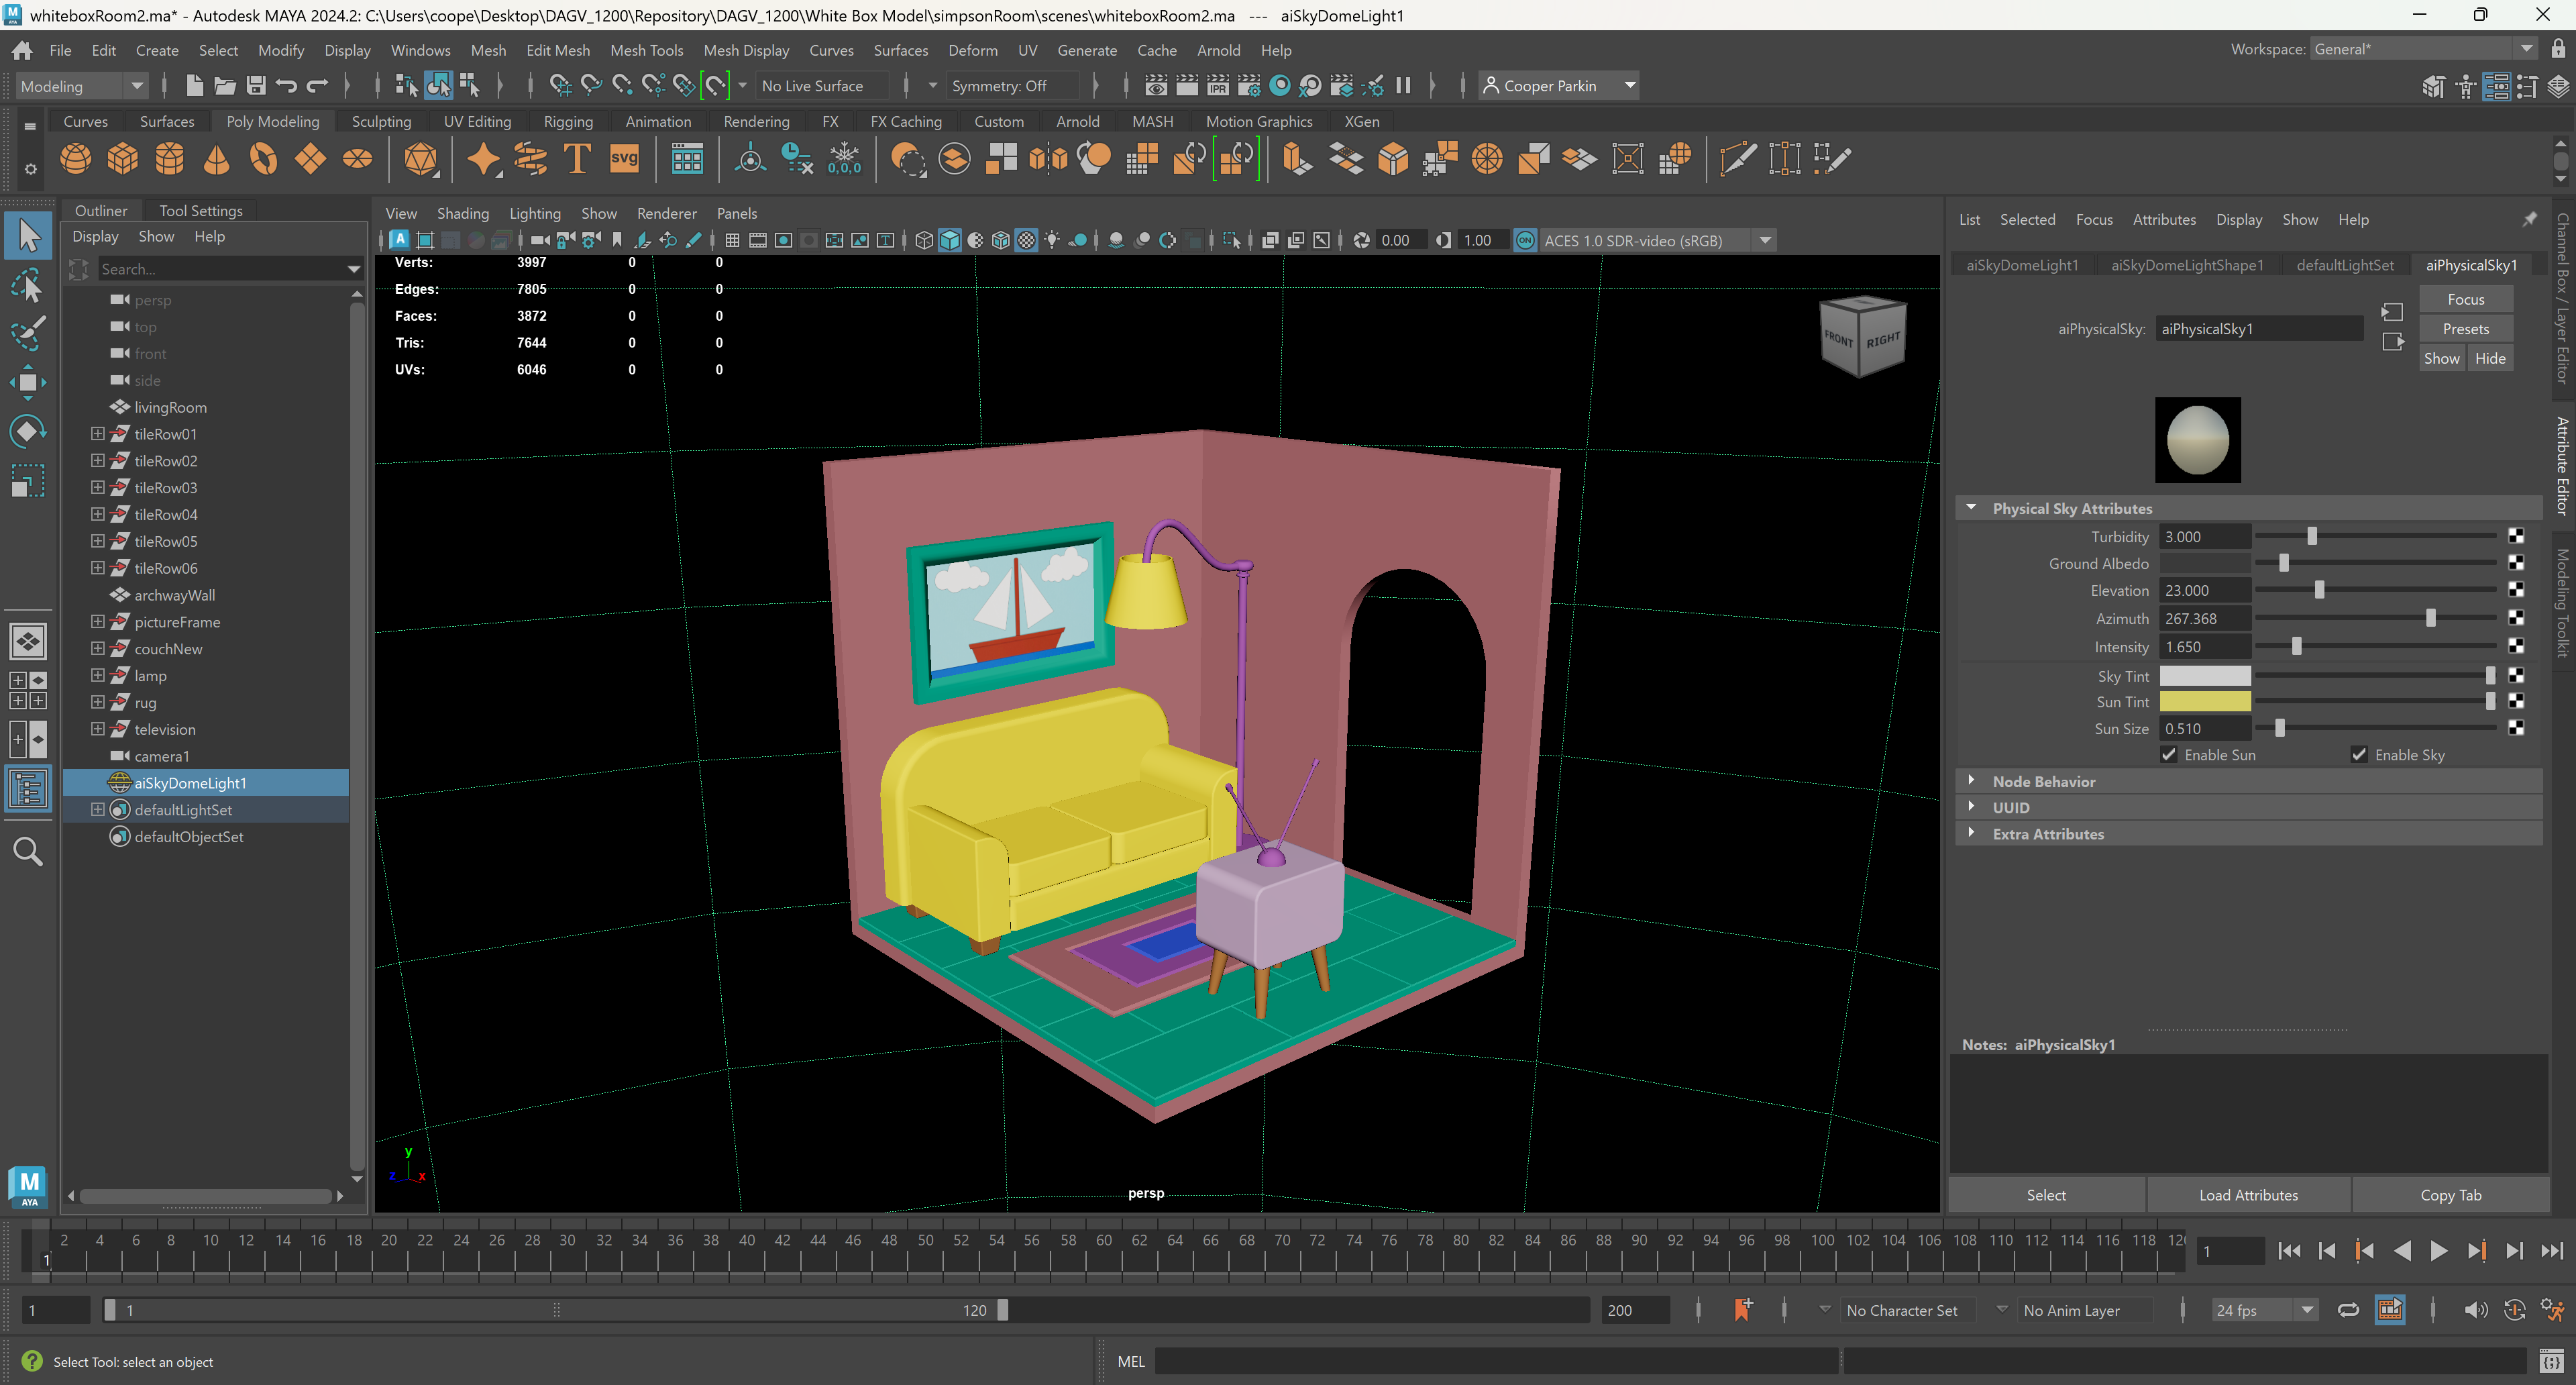 whiteboxRoom2.ma* - Autodesk MAYA 2024.2: C:\Users\coope\Desktop\DAGV_1200\Repository\DAGV_1200\White Box Model\simpsonRoom\scenes\whiteboxRoom2.ma --- aiSkyDomeLight1
File Edit Create Select Modify Display Windows Mesh Edit Mesh Mesh Tools Mesh Display Curves Surfaces Deform UV Generate Cache Arnold Help
Workspace: General*
Modeling
No Live Surface
Symmetry: Off
IPR
Cooper Parkin
Curves Surfaces Poly Modeling Sculpting UV Editing Rigging Animation Rendering FX FX Caching Custom Arnold MASH Motion Graphics XGen
T svg 0,0,0
Outliner Tool Settings
Display Show Help
Search...
persp
top
front
side
livingRoom
tileRow01
tileRow02
tileRow03
tileRow04
tileRow05
tileRow06
archwayWall
pictureFrame
couchNew
lamp
rug
television
camera1
aiSkyDomeLight1
defaultLightSet
defaultObjectSet
M
AYA
View Shading Lighting Show Renderer Panels
0.00
1.00
ON
ACES 1.0 SDR-video (sRGB)
Verts: 3997 0 0
Edges: 7805 0 0
Faces: 3872 0 0
Tris: 7644 0 0
UVs: 6046 0 0
FRONT RIGHT
y
z x
persp
List Selected Focus Attributes Display Show Help
aiSkyDomeLight1 aiSkyDomeLightShape1 defaultLightSet aiPhysicalSky1
Focus
aiPhysicalSky: aiPhysicalSky1
Presets
Show Hide
Physical Sky Attributes
Turbidity 3.000
Ground Albedo
Elevation 23.000
Azimuth 267.368
Intensity 1.650
Sky Tint
Sun Tint
Sun Size 0.510
Enable Sun Enable Sky
Node Behavior
UUID
Extra Attributes
Notes: aiPhysicalSky1
Select Load Attributes Copy Tab
Channel Box / Layer Editor
Attribute Editor
Modeling Toolkit
1 2 4 6 8 10 12 14 16 18 20 22 24 26 28 30 32 34 36 38 40 42 44 46 48 50 52 54 56 58 60 62 64 66 68 70 72 74 76 78 80 82 84 86 88 90 92 94 96 98 100 102 104 106 108 110 112 114 116 118
1
1
1 120
200
No Character Set
No Anim Layer
24 fps
Select Tool: select an object
MEL